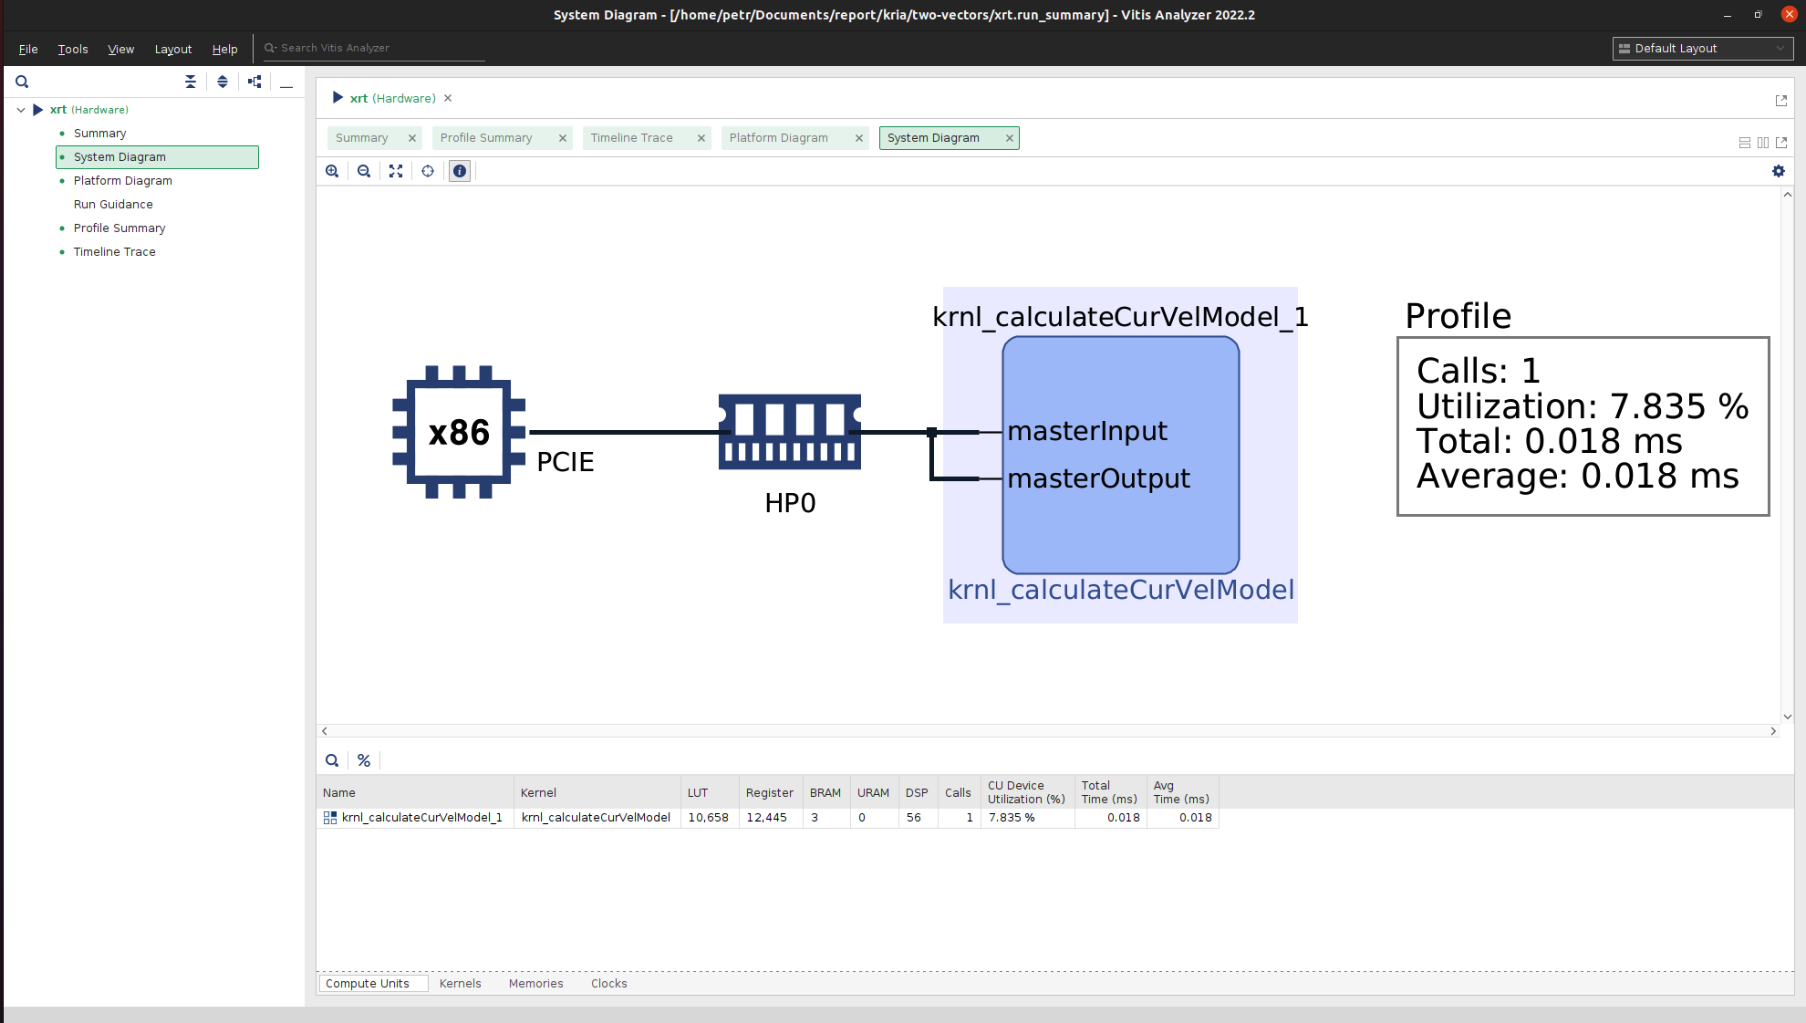 System Diagram - [/home/petr/Documents/report/kria/two-vectors/xrt.run_summary] - Vitis Analyzer 2022.2
File Tools View Layout Help Search Vitis Analyzer Default Layout
xrt (Hardware)
Summary
System Diagram
Platform Diagram
Run Guidance
Profile Summary
Timeline Trace
xrt (Hardware)
Summary Profile Summary Timeline Trace Platform Diagram System Diagram
x86
PCIE
HP0
krnl_calculateCurVelModel_1
masterInput
masterOutput
krnl_calculateCurVelModel
Profile
Calls: 1
Utilization: 7.835 %
Total: 0.018 ms
Average: 0.018 ms
%
Name Kernel LUT Register BRAM URAM DSP Calls CU Device Utilization (%) Total Time (ms) Avg Time (ms)
krnl_calculateCurVelModel_1 krnl_calculateCurVelModel 10,658 12,445 3 0 56 1 7.835 % 0.018 0.018
Compute Units Kernels Memories Clocks